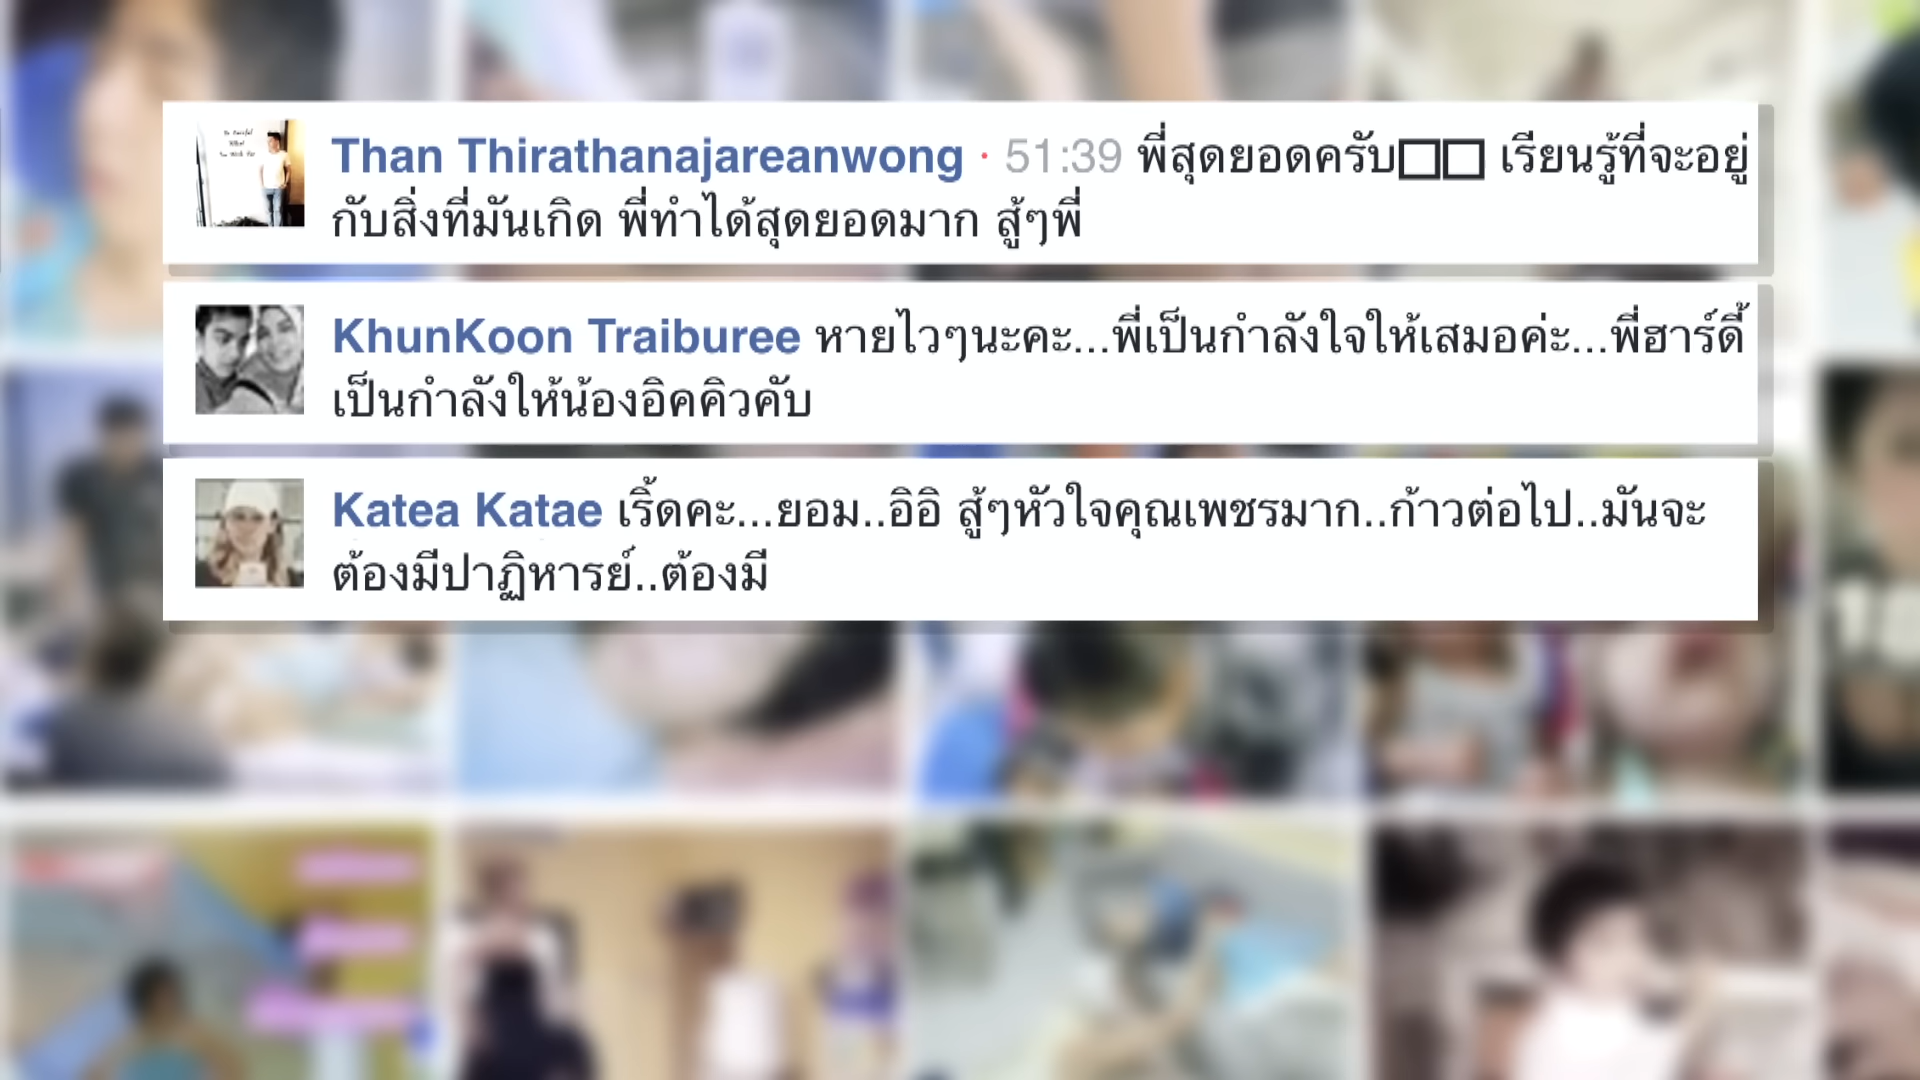 Than Thirathanajareanwong · 51:39 พี่สุดยอดครับ□□ เรียนรู้ที่จะอยู่
กับสิ่งที่มันเกิด พี่ทำได้สุดยอดมาก สู้ๆพี่
KhunKoon Traiburee หายไวๆนะคะ...พี่เป็นกำลังใจให้เสมอค่ะ...พี่ฮาร์ดี้
เป็นกำลังให้น้องอิคคิวคับ
Katea Katae เริ้ดคะ...ยอม..อิอิ สู้ๆหัวใจคุณเพชรมาก..ก้าวต่อไป..มันจะ
ต้องมีปาฏิหารย์..ต้องมี